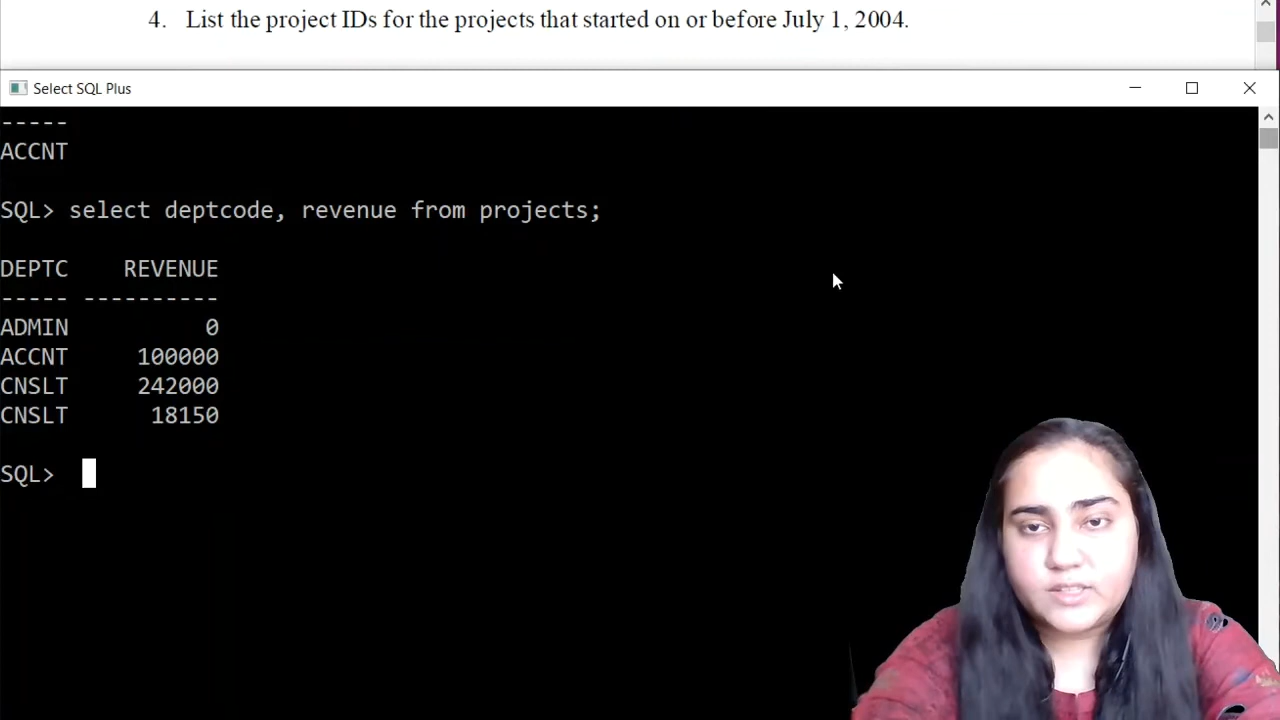 4. List the project IDs for the projects that started on or before July 1, 2004.
Select SQL Plus
-----
ACCNT
SQL> select deptcode, revenue from projects;
DEPTC    REVENUE
----- ----------
ADMIN          0
ACCNT     100000
CNSLT     242000
CNSLT      18150
SQL>